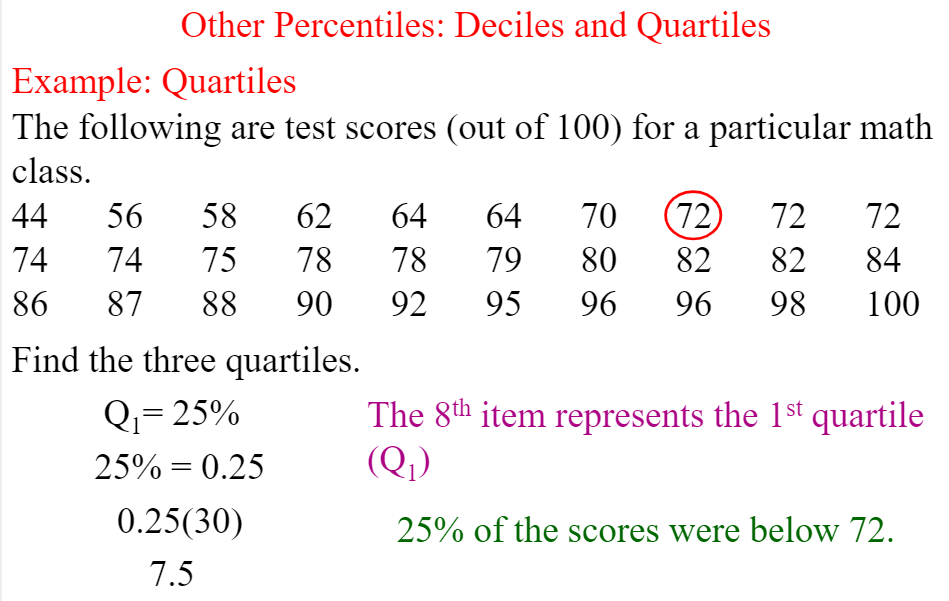 Other Percentiles: Deciles and Quartiles
Example: Quartiles
The following are test scores (out of 100) for a particular math
class.
44 56 58 62 64 64 70 72 72 72
74 74 75 78 78 79 80 82 82 84
86 87 88 90 92 95 96 96 98 100
Find the three quartiles.
Q₁= 25%
The 8th item represents the 1st quartile
(Q₁)
25% = 0.25
0.25(30)
25% of the scores were below 72.
7.5